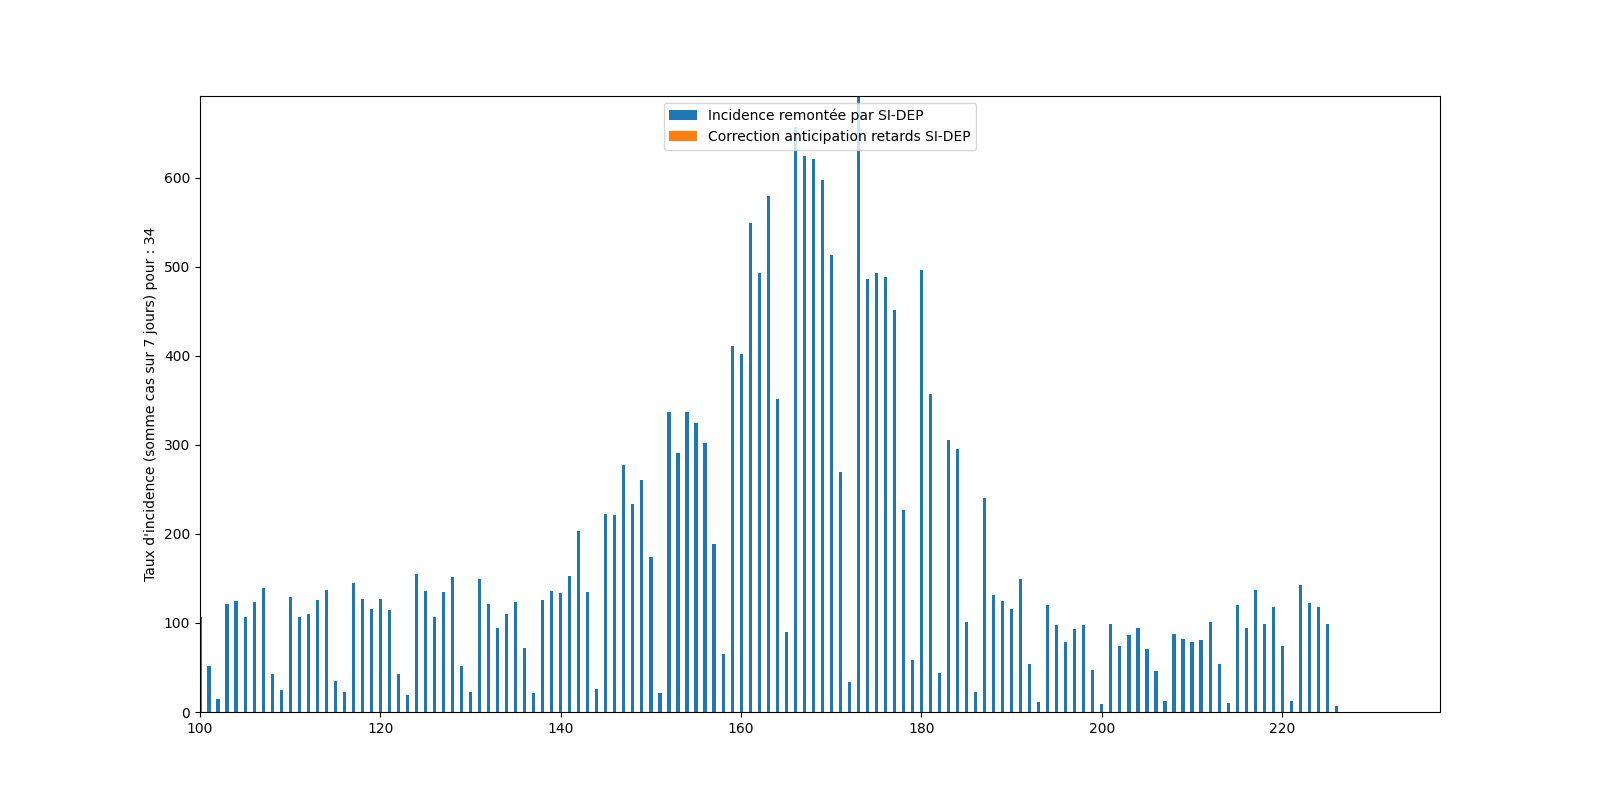 Incidence remontée par SI-DEP
Correction anticipation retards SI-DEP
Taux d'incidence (somme cas sur 7 jours) pour : 34
600
500
400
300
200
100
0
100 120 140 160 180 200 220